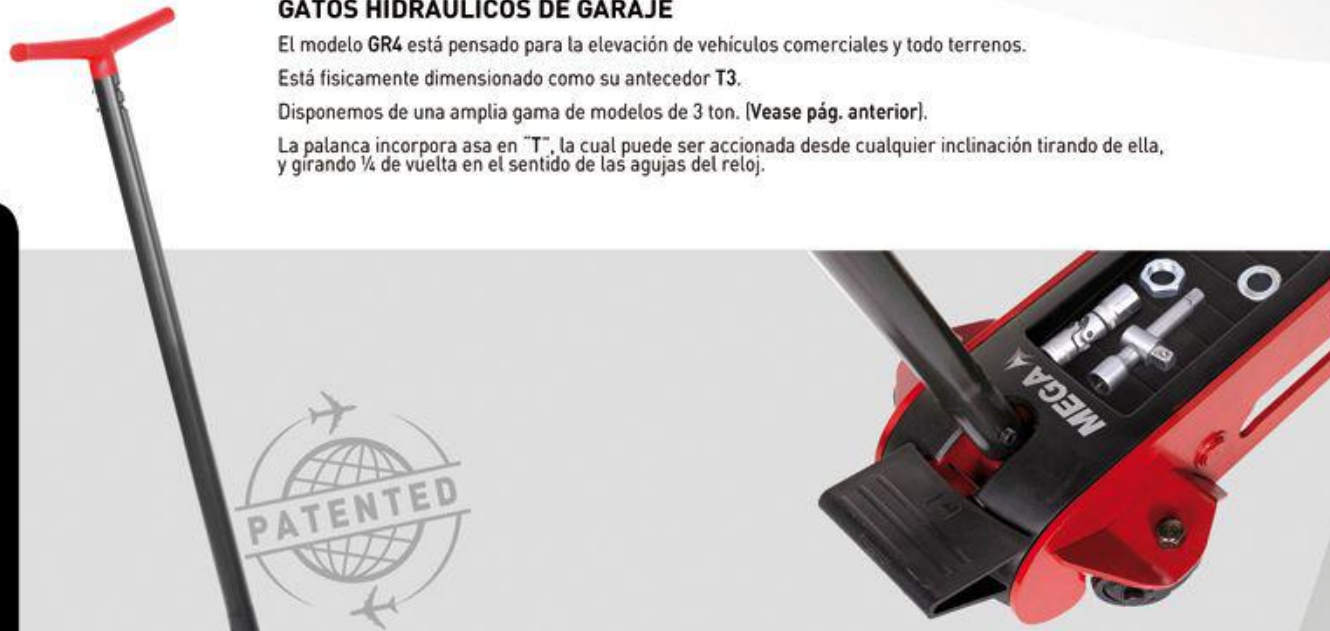 GATOS HIDRÁULICOS DE GARAJE
El modelo GR4 está pensado para la elevación de vehículos comerciales y todo terrenos.
Está fisicamente dimensionado como su antecedor T3.
Disponemos de una amplia gama de modelos de 3 ton. (Vease pág. anterior).
La palanca incorpora asa en ¨T¨, la cual puede ser accionada desde cualquier inclinación tirando de ella,
y girando ¼ de vuelta en el sentido de las agujas del reloj.
MEGA
PATENTED